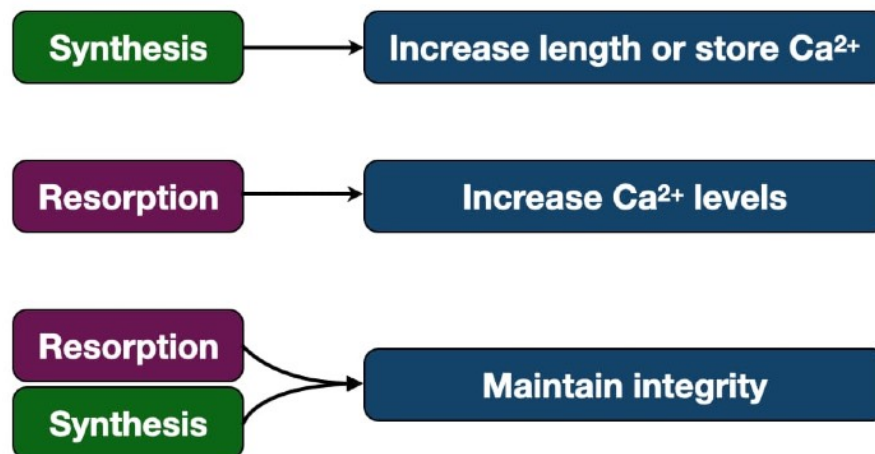 Synthesis
Increase length or store Ca²⁺
Resorption
Increase Ca²⁺ levels
Resorption
Synthesis
Maintain integrity